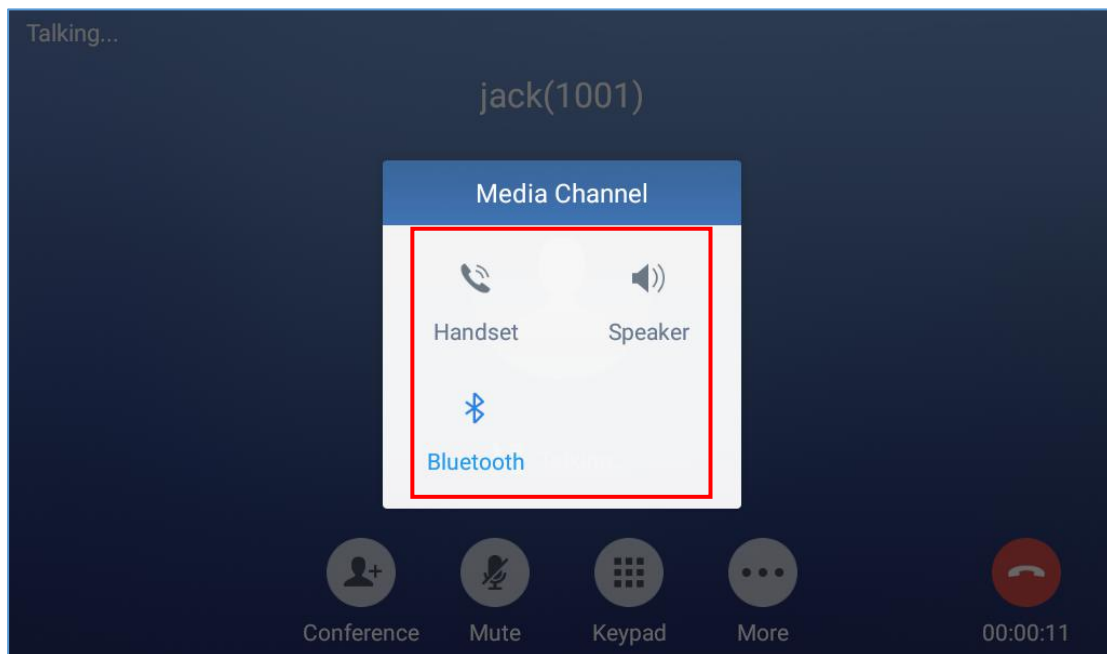 Talking...
jack(1001)
Media Channel
Handset Speaker
Bluetooth
Conference Mute Keypad More 00:00:11